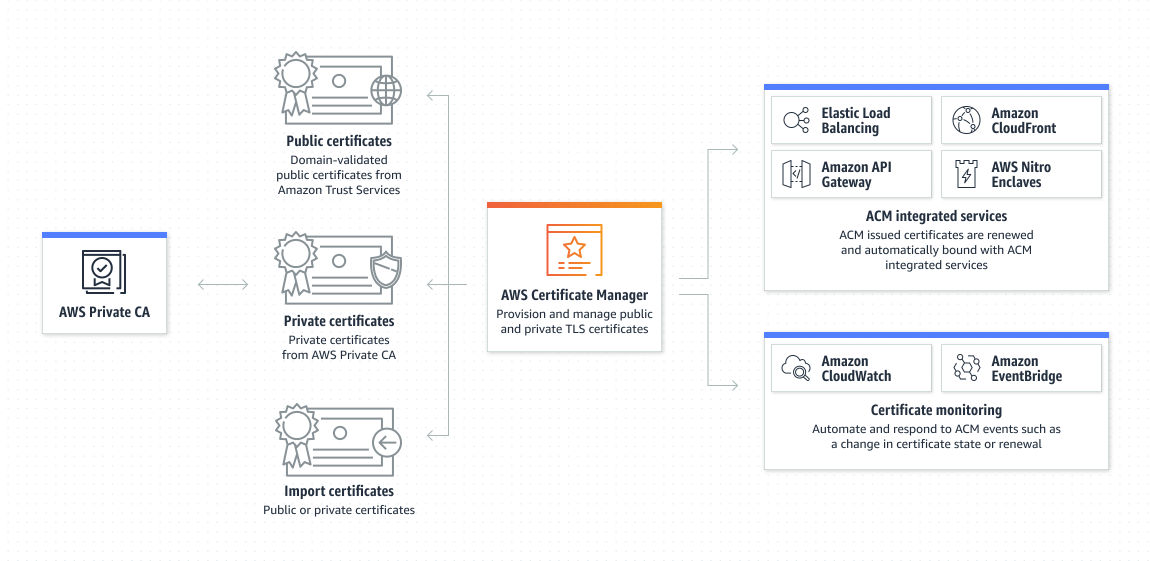 Public certificates
Domain-validated
public certificates from
Amazon Trust Services
AWS Private CA
Private certificates
Private certificates
from AWS Private CA
Import certificates
Public or private certificates
AWS Certificate Manager
Provision and manage public
and private TLS certificates
Elastic Load
Balancing
Amazon
CloudFront
Amazon API
Gateway
AWS Nitro
Enclaves
ACM integrated services
ACM issued certificates are renewed
and automatically bound with ACM
integrated services
Amazon
CloudWatch
Amazon
EventBridge
Certificate monitoring
Automate and respond to ACM events such as
a change in certificate state or renewal